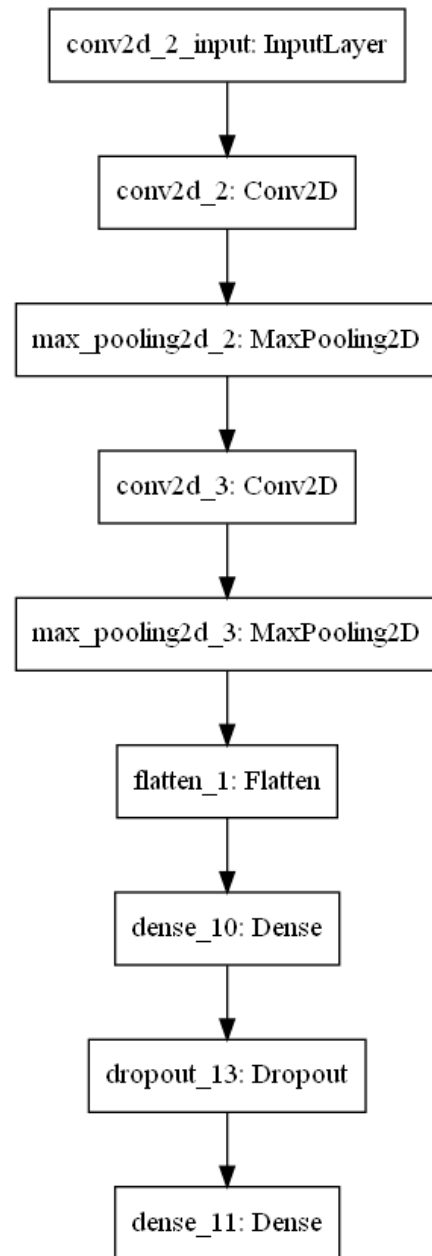 conv2d_2_input: InputLayer
conv2d_2: Conv2D
max_pooling2d_2: MaxPooling2D
conv2d_3: Conv2D
max_pooling2d_3: MaxPooling2D
flatten_1: Flatten
dense_10: Dense
dropout_13: Dropout
dense_11: Dense